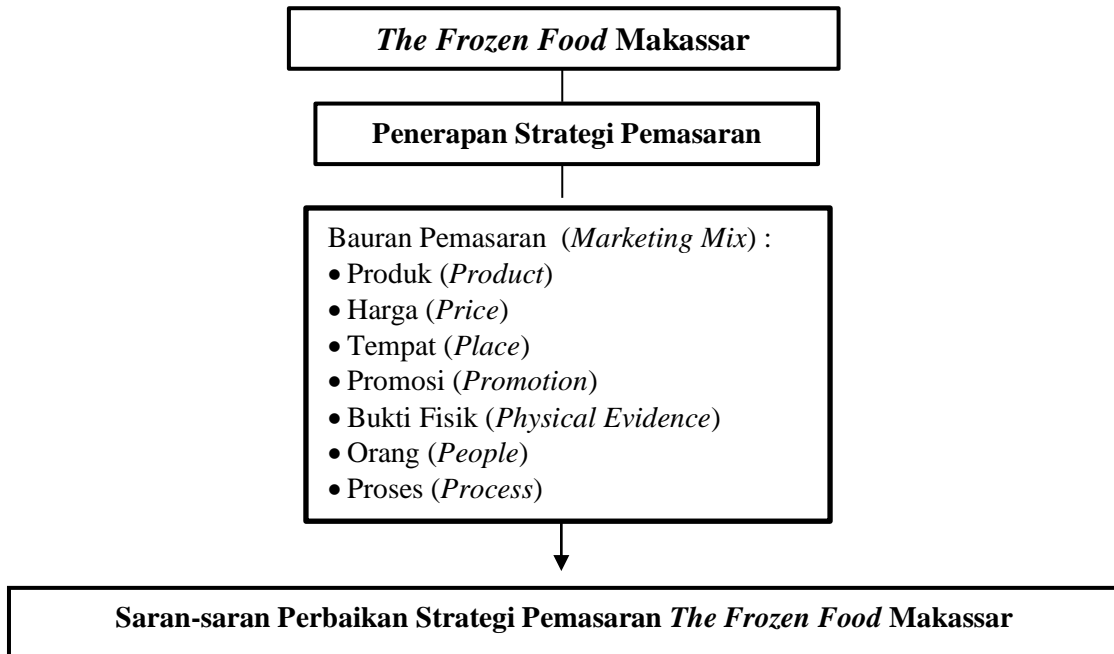 The Frozen Food Makassar
Penerapan Strategi Pemasaran
Bauran Pemasaran (Marketing Mix) :
• Produk (Product)
• Harga (Price)
• Tempat (Place)
• Promosi (Promotion)
• Bukti Fisik (Physical Evidence)
• Orang (People)
• Proses (Process)
Saran-saran Perbaikan Strategi Pemasaran The Frozen Food Makassar